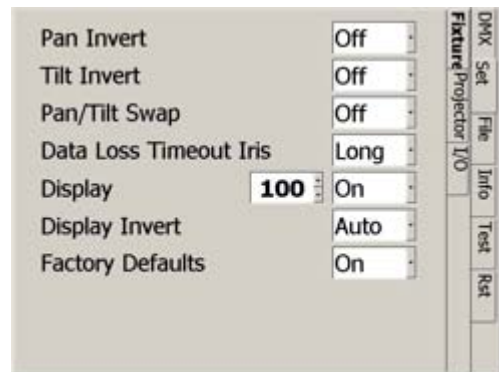 Pan Invert Off
Tilt Invert Off
Pan/Tilt Swap Off
Data Loss Timeout Iris Long
Display 100 On
Display Invert Auto
Factory Defaults On
Fixture Projector I/O
DMX Set File Info Test Rst